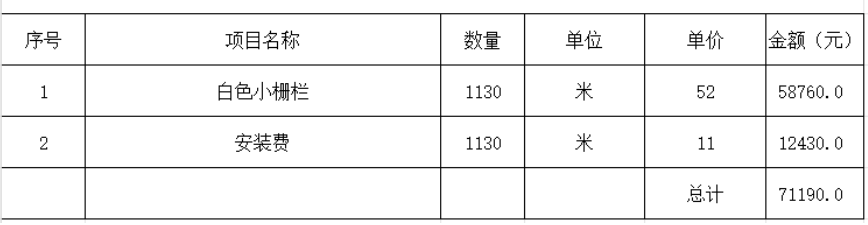 序号 项目名称 数量 单位 单价 金额（元）
1 白色小栅栏 1130 米 52 58760.0
2 安装费 1130 米 11 12430.0
总计 71190.0